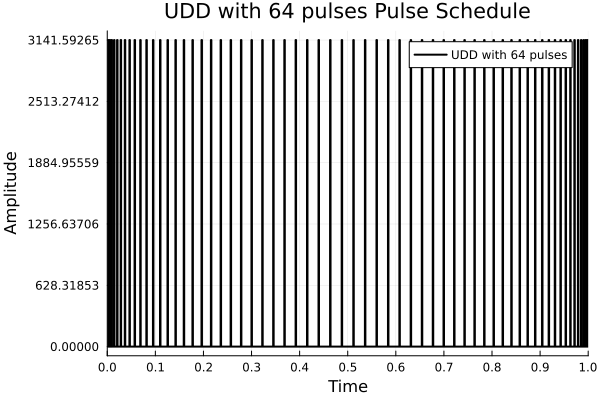 UDD with 64 pulses Pulse Schedule
3141.59265
UDD with 64 pulses
2513.27412
1884.95559
Amplitude
1256.63706
628.31853
0.00000
0.0 0.1 0.2 0.3 0.4 0.5 0.6 0.7 0.8 0.9 1.0
Time